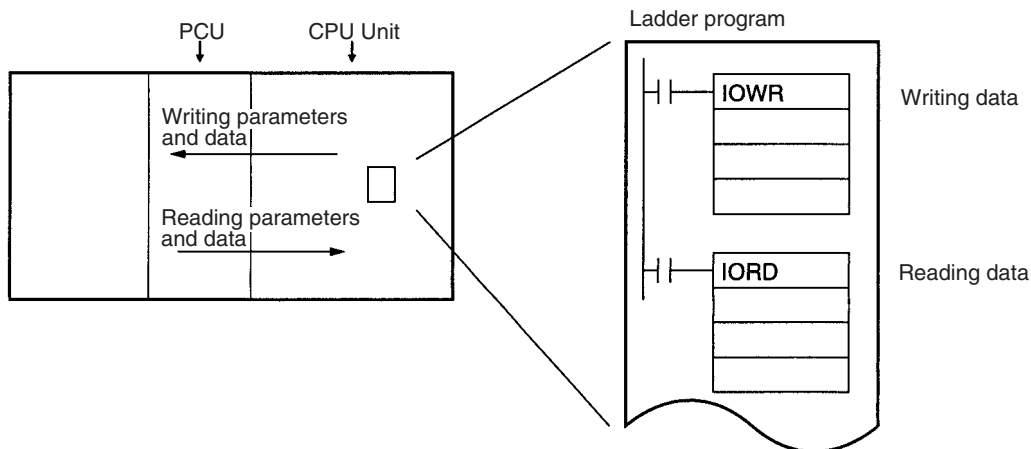 Ladder program
PCU
CPU Unit
Writing parameters
and data
Reading parameters
and data
IOWR
Writing data
IORD
Reading data